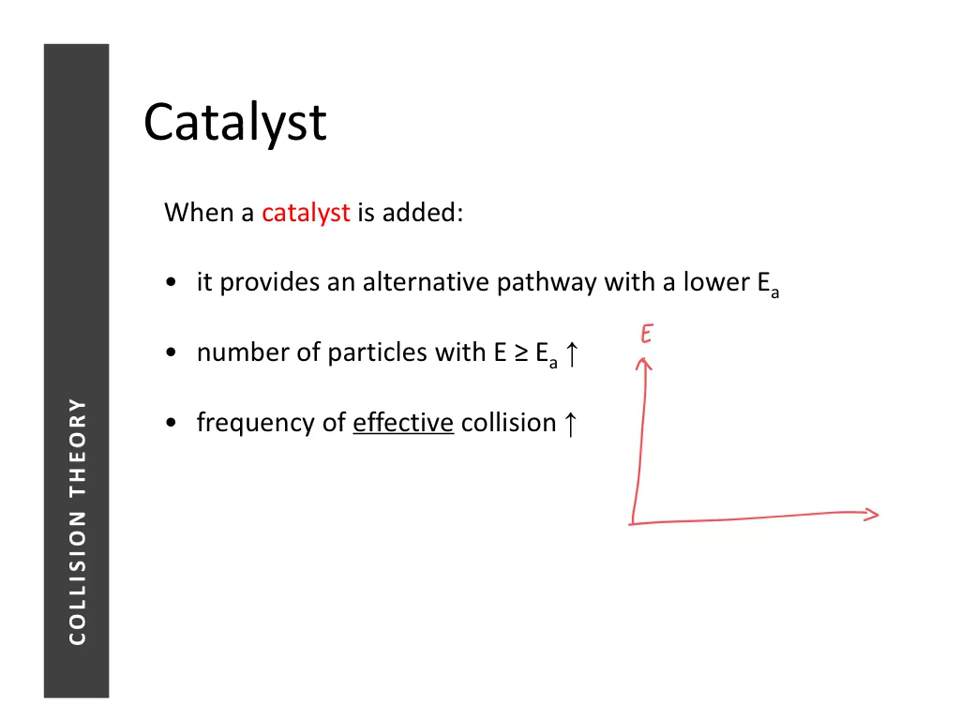 Catalyst
When a catalyst is added:
• it provides an alternative pathway with a lower Eₐ
• number of particles with E ≥ Eₐ ↑
• frequency of effective collision ↑
E
COLLISION THEORY